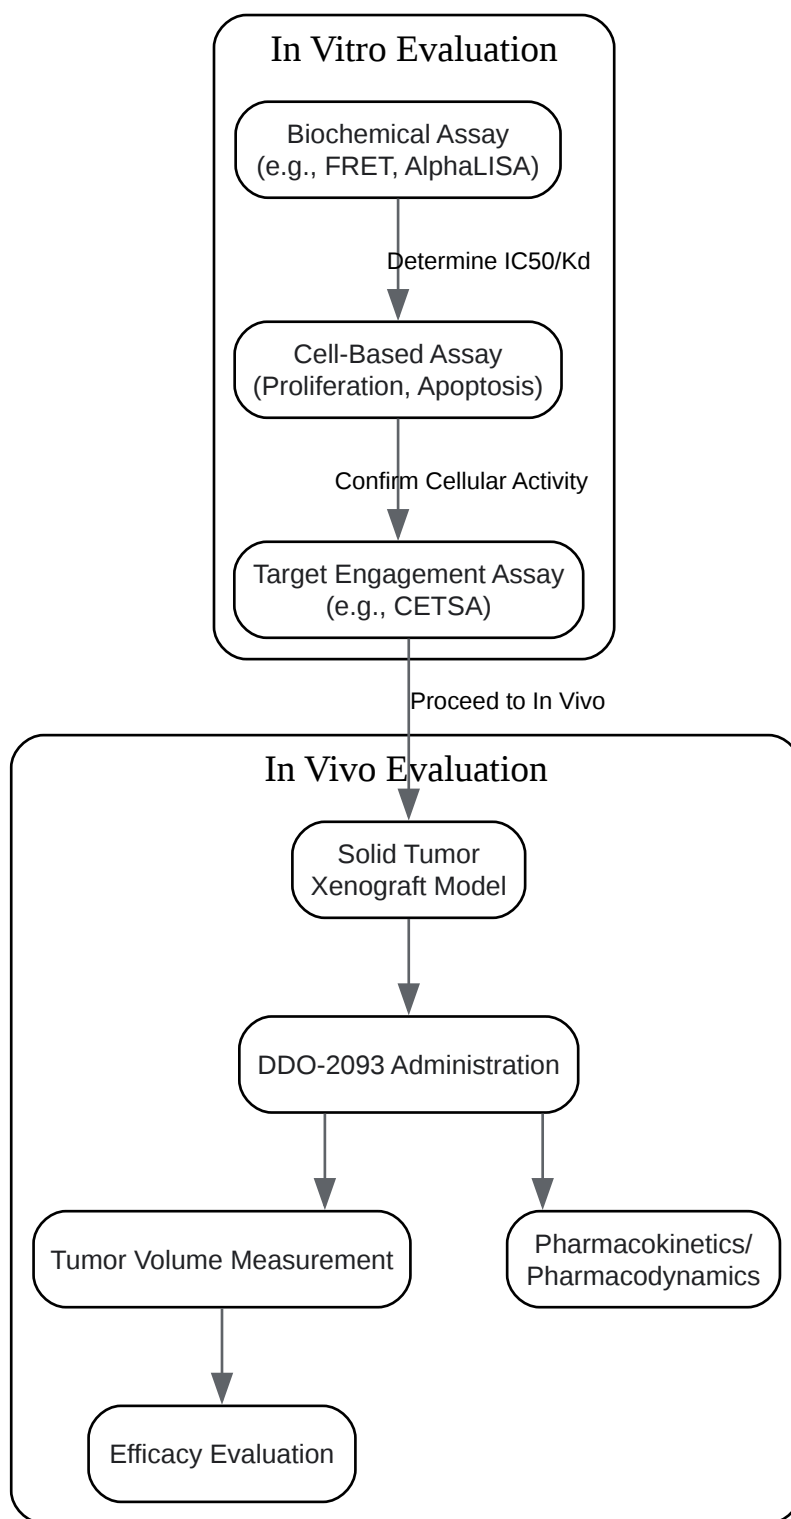 In Vitro Evaluation
Biochemical Assay
(e.g., FRET, AlphaLISA)
Determine IC50/Kd
Cell-Based Assay
(Proliferation, Apoptosis)
Confirm Cellular Activity
Target Engagement Assay
(e.g., CETSA)
Proceed to In Vivo
In Vivo Evaluation
Solid Tumor
Xenograft Model
DDO-2093 Administration
Tumor Volume Measurement
Pharmacokinetics/
Pharmacodynamics
Efficacy Evaluation